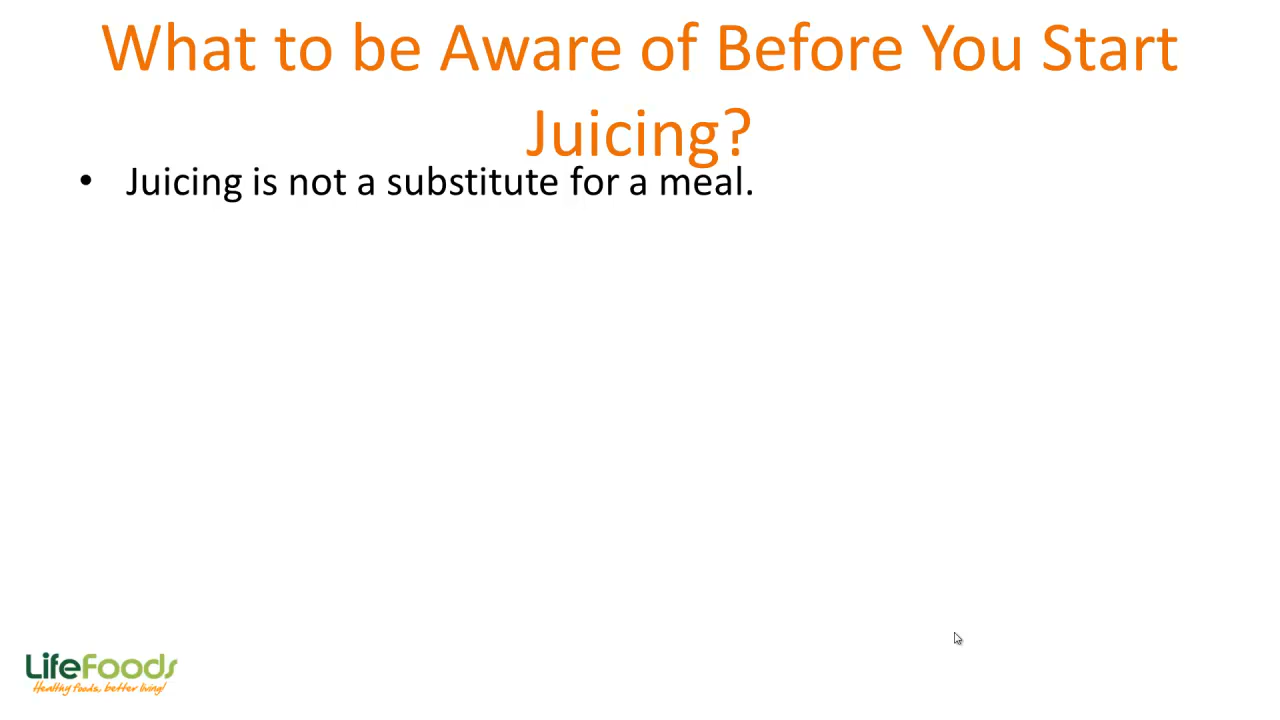 What to be Aware of Before You Start
Juicing?
• Juicing is not a substitute for a meal.
LifeFoods
Healthy foods, better living!